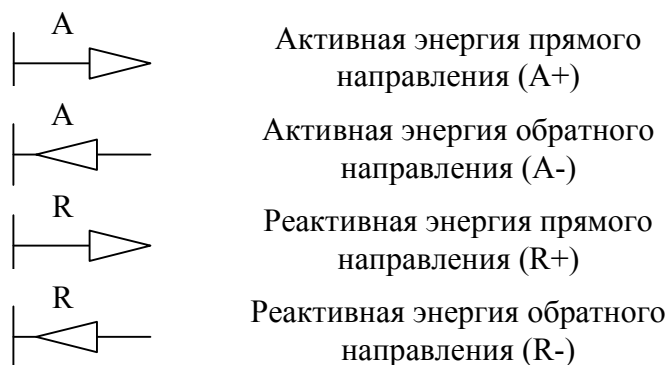 A
Активная энергия прямого
направления (A+)
A
Активная энергия обратного
направления (A-)
R
Реактивная энергия прямого
направления (R+)
R
Реактивная энергия обратного
направления (R-)